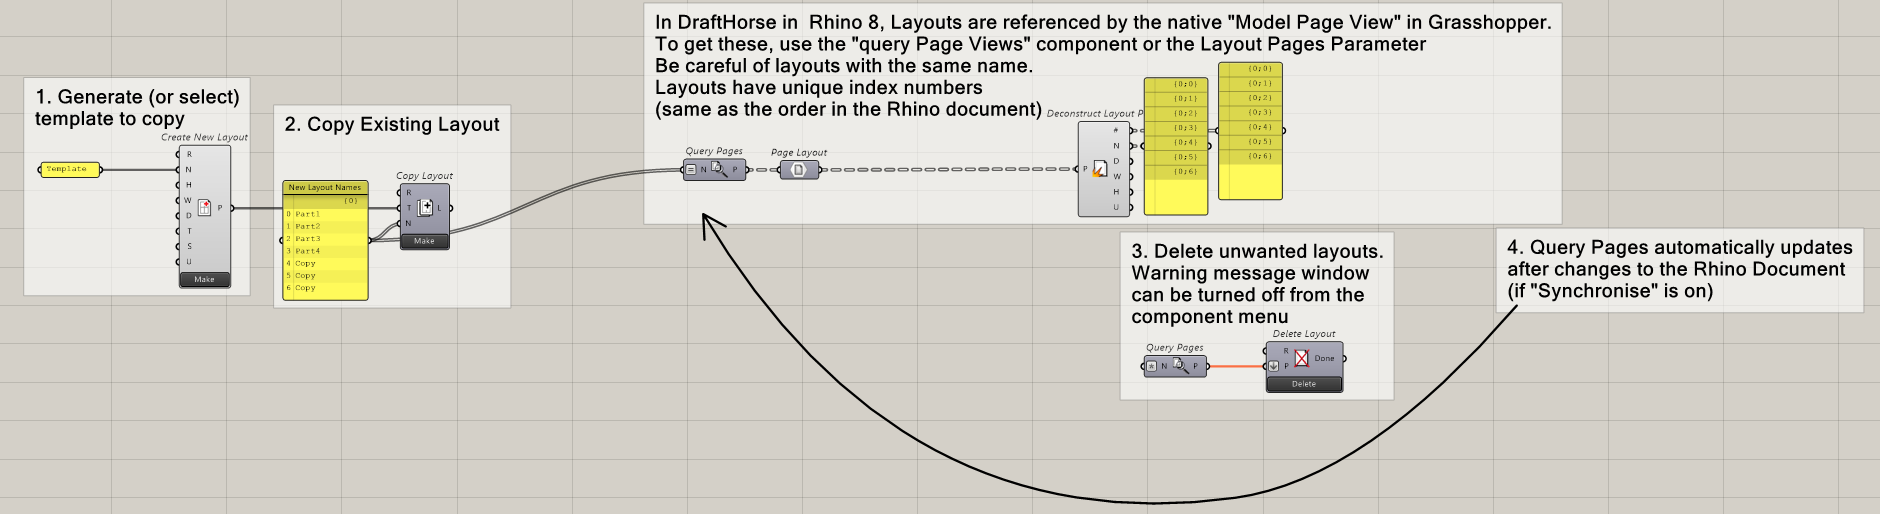 In DraftHorse in  Rhino 8, Layouts are referenced by the native "Model Page View" in Grasshopper.
To get these, use the "query Page Views" component or the Layout Pages Parameter
Be careful of layouts with the same name.
Layouts have unique index numbers
(same as the order in the Rhino document)
1. Generate (or select)
template to copy
Create New Layout
Template
R
N
H
W
D
T
S
U
P
Make
2. Copy Existing Layout
New Layout Names
{0}
0 Part1
1 Part2
2 Part3
3 Part4
4 Copy
5 Copy
6 Copy
Copy Layout
R
T
N
L
Make
Query Pages
= N P
Page Layout
Deconstruct Layout P
P
#
N
D
W
H
U
{0;0}
{0;1}
{0;2}
{0;3}
{0;4}
{0;5}
{0;6}
{0;0}
{0;1}
{0;2}
{0;3}
{0;4}
{0;5}
{0;6}
3. Delete unwanted layouts.
Warning message window
can be turned off from the
component menu
Query Pages
* N P
Delete Layout
R
P
Done
Delete
4. Query Pages automatically updates
after changes to the Rhino Document
(if "Synchronise" is on)